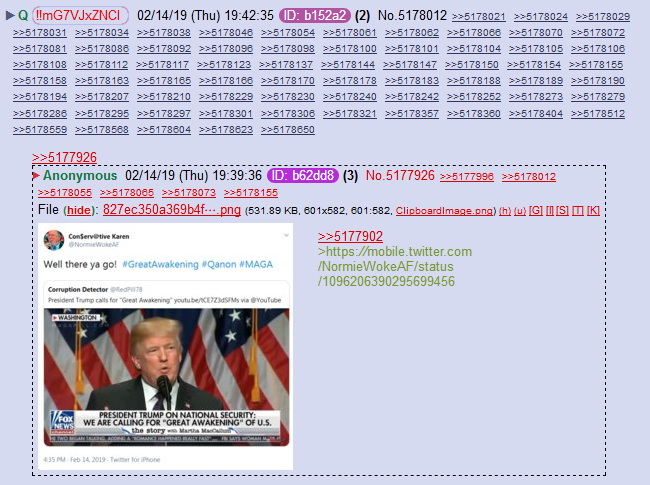 Q !!mG7VJxZNCI 02/14/19 (Thu) 19:42:35 ID: b152a2 (2) No.5178012 >>5178021 >>5178024 >>5178029
>>5178031 >>5178034 >>5178038 >>5178046 >>5178054 >>5178061 >>5178062 >>5178066 >>5178070 >>5178072
>>5178081 >>5178086 >>5178092 >>5178096 >>5178098 >>5178100 >>5178101 >>5178104 >>5178105 >>5178106
>>5178108 >>5178112 >>5178117 >>5178123 >>5178137 >>5178144 >>5178147 >>5178150 >>5178154 >>5178155
>>5178158 >>5178163 >>5178165 >>5178166 >>5178170 >>5178178 >>5178183 >>5178188 >>5178189 >>5178190
>>5178194 >>5178207 >>5178210 >>5178229 >>5178230 >>5178240 >>5178242 >>5178252 >>5178273 >>5178279
>>5178286 >>5178295 >>5178297 >>5178301 >>5178306 >>5178321 >>5178357 >>5178360 >>5178404 >>5178512
>>5178559 >>5178568 >>5178604 >>5178623 >>5178650
>>5177926
Anonymous 02/14/19 (Thu) 19:39:36 ID: b62dd8 (3) No.5177926 >>5177996 >>5178012
>>5178055 >>5178065 >>5178073 >>5178155
File (hide): 827ec350a369b4f⋯.png (531.89 KB, 601x582, 601:582, ClipboardImage.png) (h) (u) [G] [I] [S] [T] [K]
Con$erv@tive Karen
@NormieWokeAF
Well there ya go! #GreatAwakening #Qanon #MAGA
Corruption Detector @RedPill78
President Trump calls for "Great Awakening" youtu.be/tCE7Z3dSFMs via @YouTube
WASHINGTON
FOX NEWS channel
PRESIDENT TRUMP ON NATIONAL SECURITY:
WE ARE CALLING FOR "GREAT AWAKENING" OF U.S.
the story with Martha MacCallum
4:35 PM - Feb 14, 2019 - Twitter for iPhone
>>5177902
>https://mobile.twitter.com
/NormieWokeAF/status
/1096206390295699456